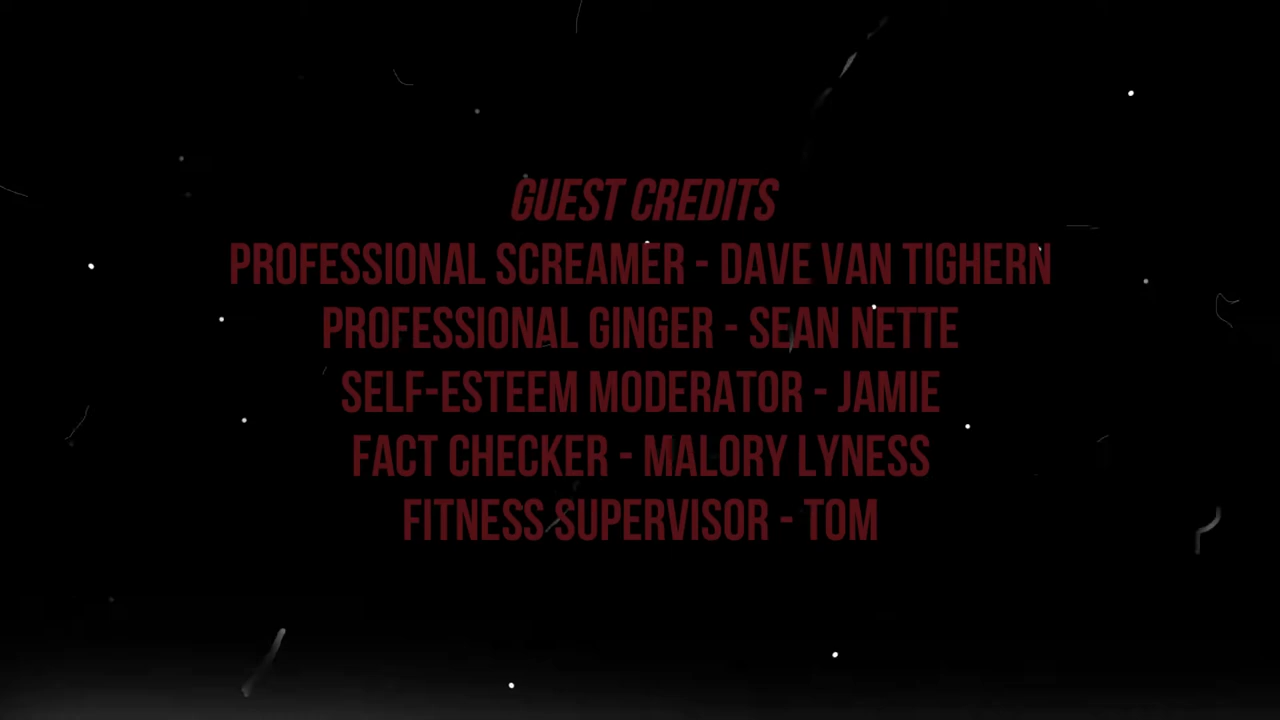 GUEST CREDITS
PROFESSIONAL SCREAMER - DAVE VAN TIGHERN
PROFESSIONAL GINGER - SEAN NETTE
SELF-ESTEEM MODERATOR - JAMIE
FACT CHECKER - MALORY LYNESS
FITNESS SUPERVISOR - TOM